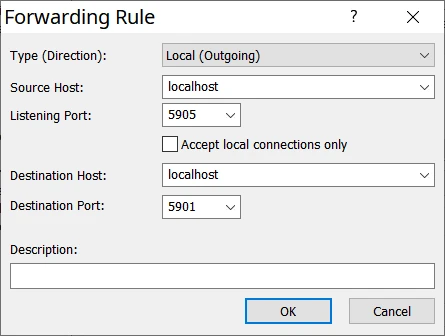 Forwarding Rule ?
Type (Direction): Local (Outgoing)
Source Host: localhost
Listening Port: 5905
Accept local connections only
Destination Host: localhost
Destination Port: 5901
Description:
OK Cancel